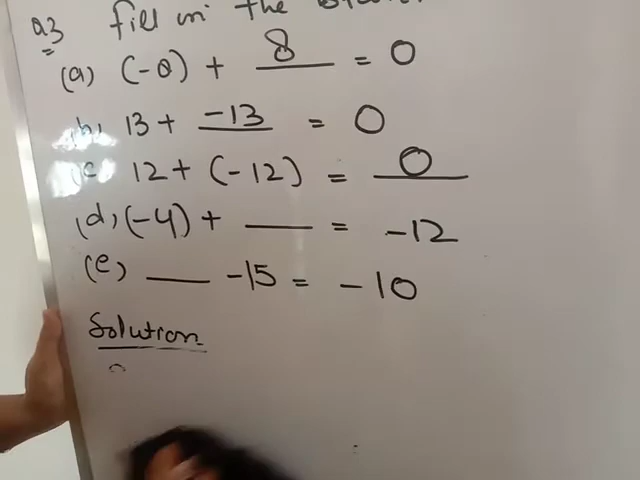 Q3 fill in the
(a) (-8) + 8 = 0
(b) 13 + -13 = 0
(c) 12 + (-12) = 0
(d) (-4) + ___ = -12
(e) ___ -15 = -10
Solution